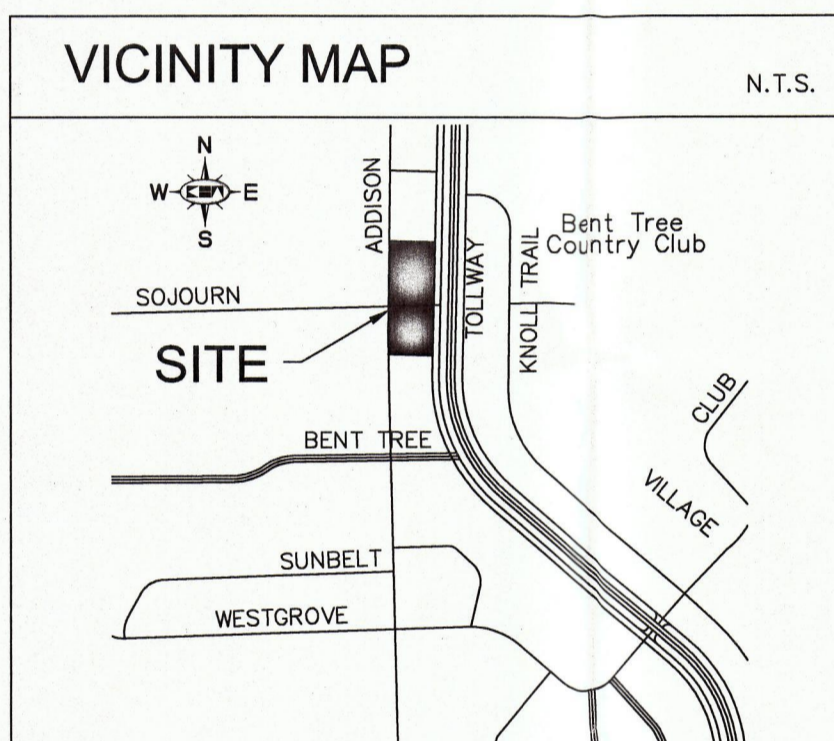 VICINITY MAP
N.T.S.
N
W
E
S
ADDISON
TOLLWAY
KNOLL TRAIL
Bent Tree
Country Club
SOJOURN
SITE
CLUB
BENT TREE
VILLAGE
SUNBELT
WESTGROVE